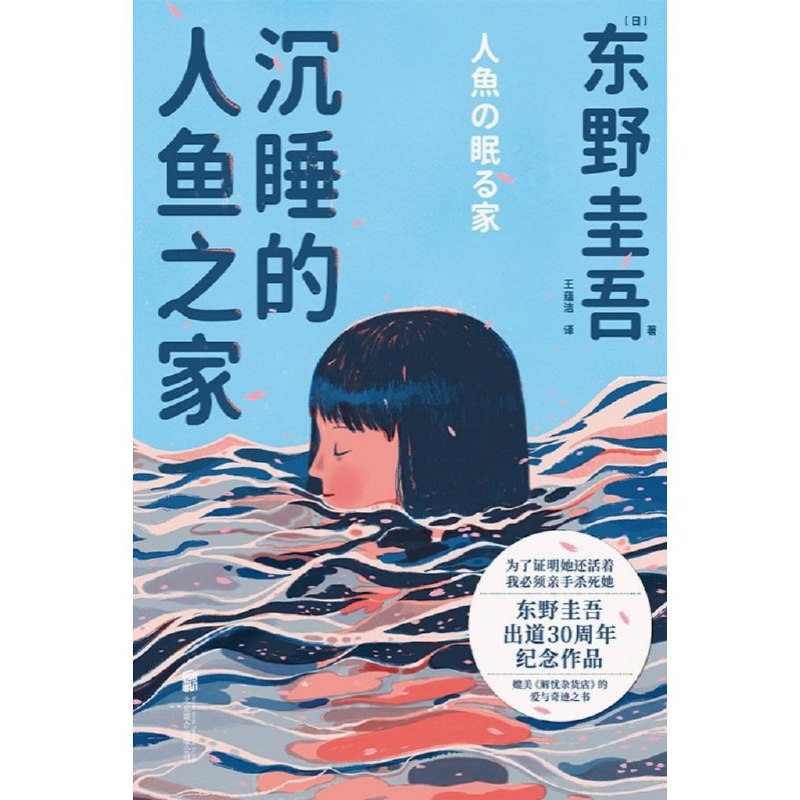 沉睡的
人鱼之家
人魚の眠る家
[日]
东野圭吾
著
王蕴洁 译
为了证明她还活着
我必须亲手杀死她
东野圭吾
出道30周年
纪念作品
媲美《解忧杂货店》的
爱与奇迹之书